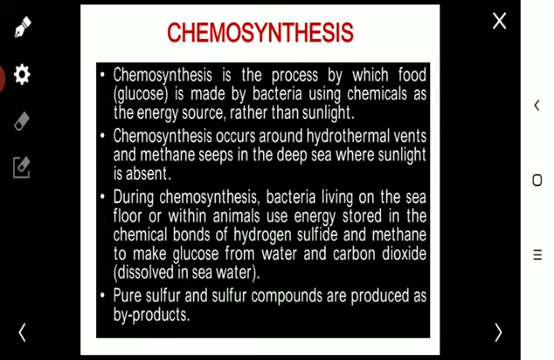 CHEMOSYNTHESIS
• Chemosynthesis is the process by which food
(glucose) is made by bacteria using chemicals as
the energy source, rather than sunlight.
• Chemosynthesis occurs around hydrothermal vents
and methane seeps in the deep sea where sunlight
is absent.
• During chemosynthesis, bacteria living on the sea
floor or within animals use energy stored in the
chemical bonds of hydrogen sulfide and methane
to make glucose from water and carbon dioxide
(dissolved in sea water).
• Pure sulfur and sulfur compounds are produced as
by-products.